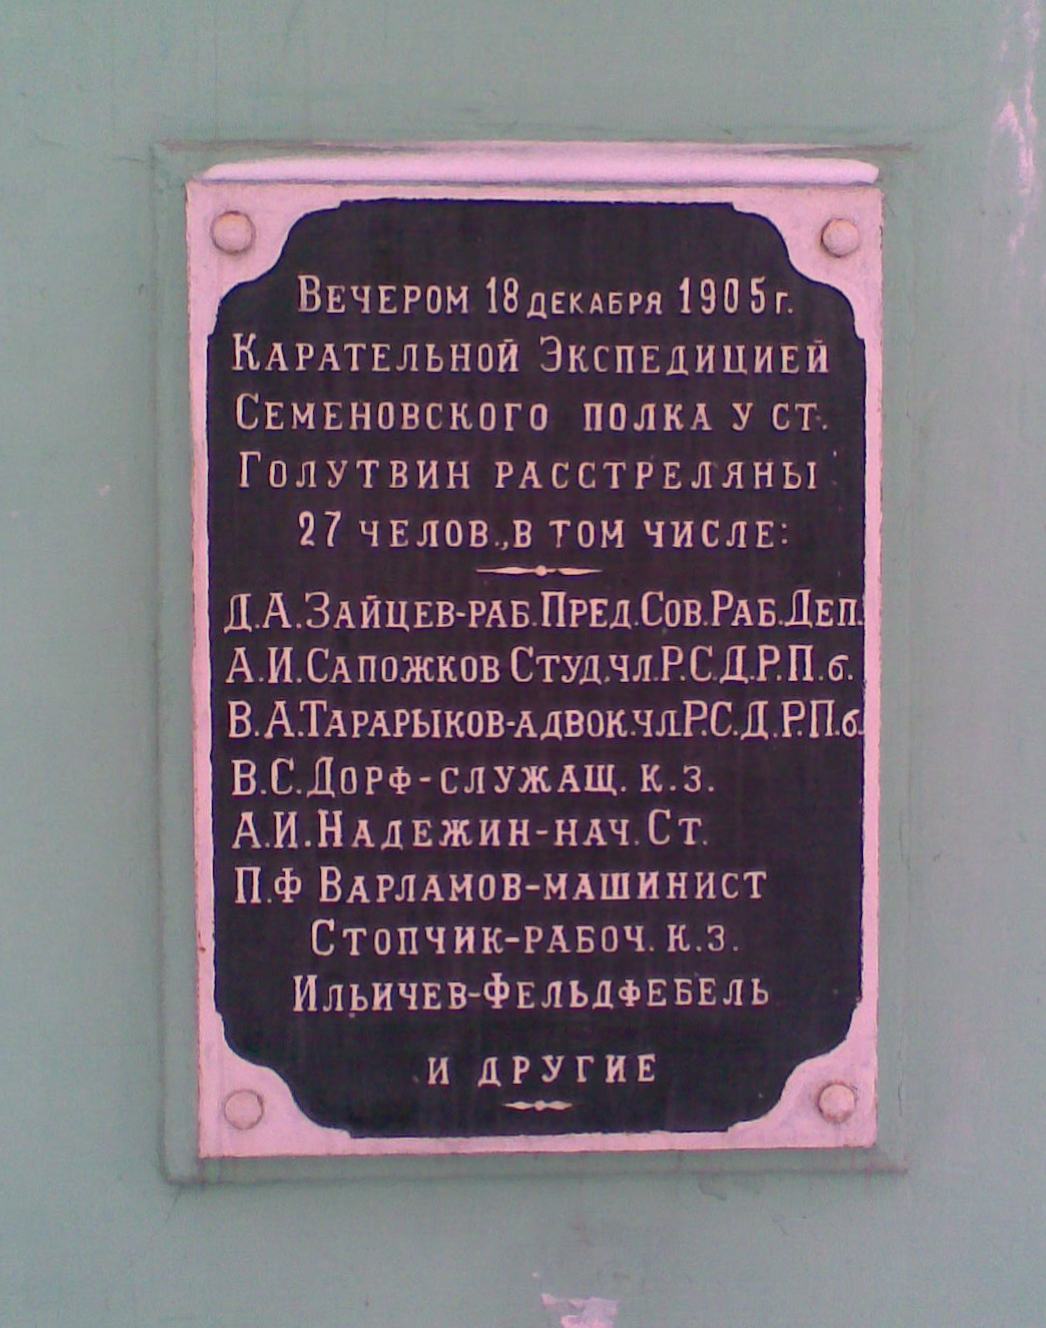 Вечером 18 декабря 1905 г.
Карательной Экспедицией
Семеновского полка у ст.
Голутвин расстреляны
27 челов., в том числе:
Д.А.Зайцев-раб.Пред.Сов.Раб.Деп.
А.И.Сапожков Студ.чл.Р.С.Д.Р.П.б.
В.А.Тарарыков-адвок.члР.С.Д.Р.П.б.
В.С.Дорф-служащ. к.з.
А.И.Надежин-нач.Ст.
П.Ф Варламов-машинист
Стопчик-рабоч. к.з.
Ильичев-Фельдфебель
и другие